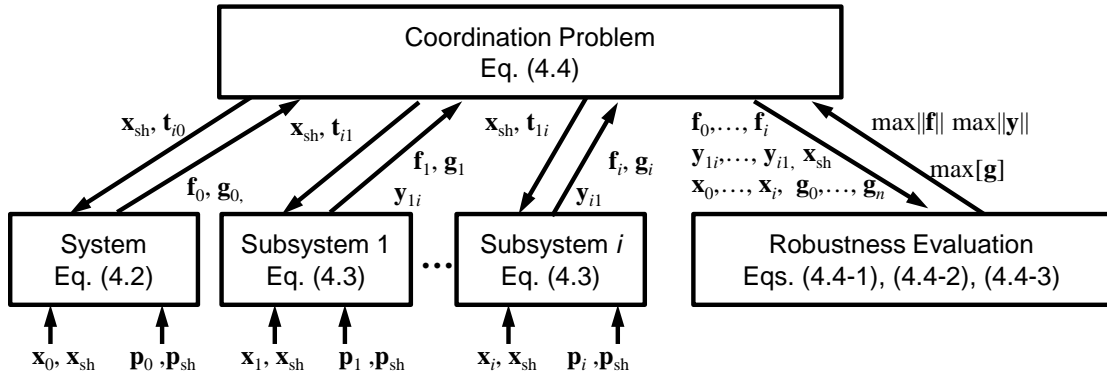 Coordination Problem
Eq. (4.4)
x_sh, t_i0
f_0, g_0,
x_sh, t_i1
f_1, g_1
y_1i
x_sh, t_1i
f_i, g_i
y_i1
f_0,…, f_i
y_1i,…, y_i1, x_sh
x_0,…, x_i, g_0,…, g_n
max||f|| max||y||
max[g]
System
Eq. (4.2)
Subsystem 1
Eq. (4.3)
...
Subsystem i
Eq. (4.3)
Robustness Evaluation
Eqs. (4.4-1), (4.4-2), (4.4-3)
x_0, x_sh
p_0 ,p_sh
x_1, x_sh
p_1 ,p_sh
x_i, x_sh
p_i ,p_sh